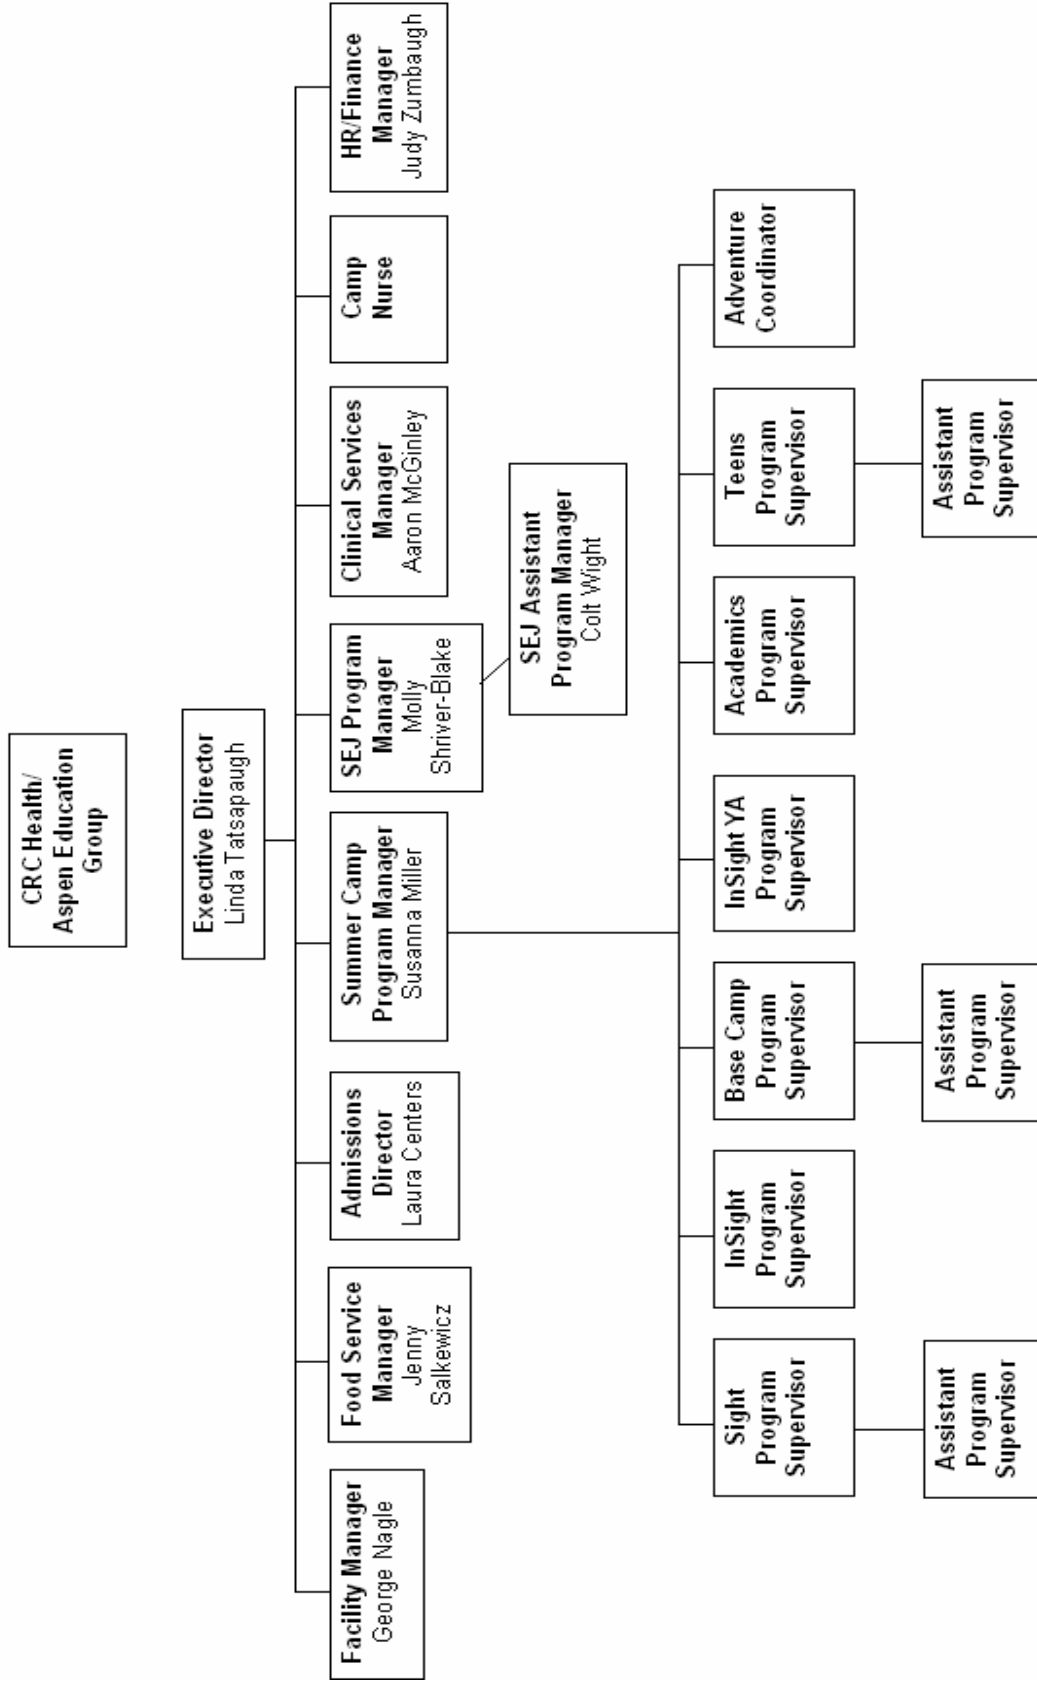 CRC Health/
Aspen Education
Group
Executive Director
Linda Tatsapaugh
Facility Manager
George Nagle
Food Service
Manager
Jenny
Salkewicz
Admissions
Director
Laura Centers
Summer Camp
Program Manager
Susanna Miller
SEJ Program
Manager
Molly
Shriver-Blake
Clinical Services
Manager
Aaron McGinley
Camp
Nurse
HR/Finance
Manager
Judy Zumbaugh
SEJ Assistant
Program Manager
Colt Wight
Sight
Program
Supervisor
InSight
Program
Supervisor
Base Camp
Program
Supervisor
InSight YA
Program
Supervisor
Academics
Program
Supervisor
Teens
Program
Supervisor
Adventure
Coordinator
Assistant
Program
Supervisor
Assistant
Program
Supervisor
Assistant
Program
Supervisor